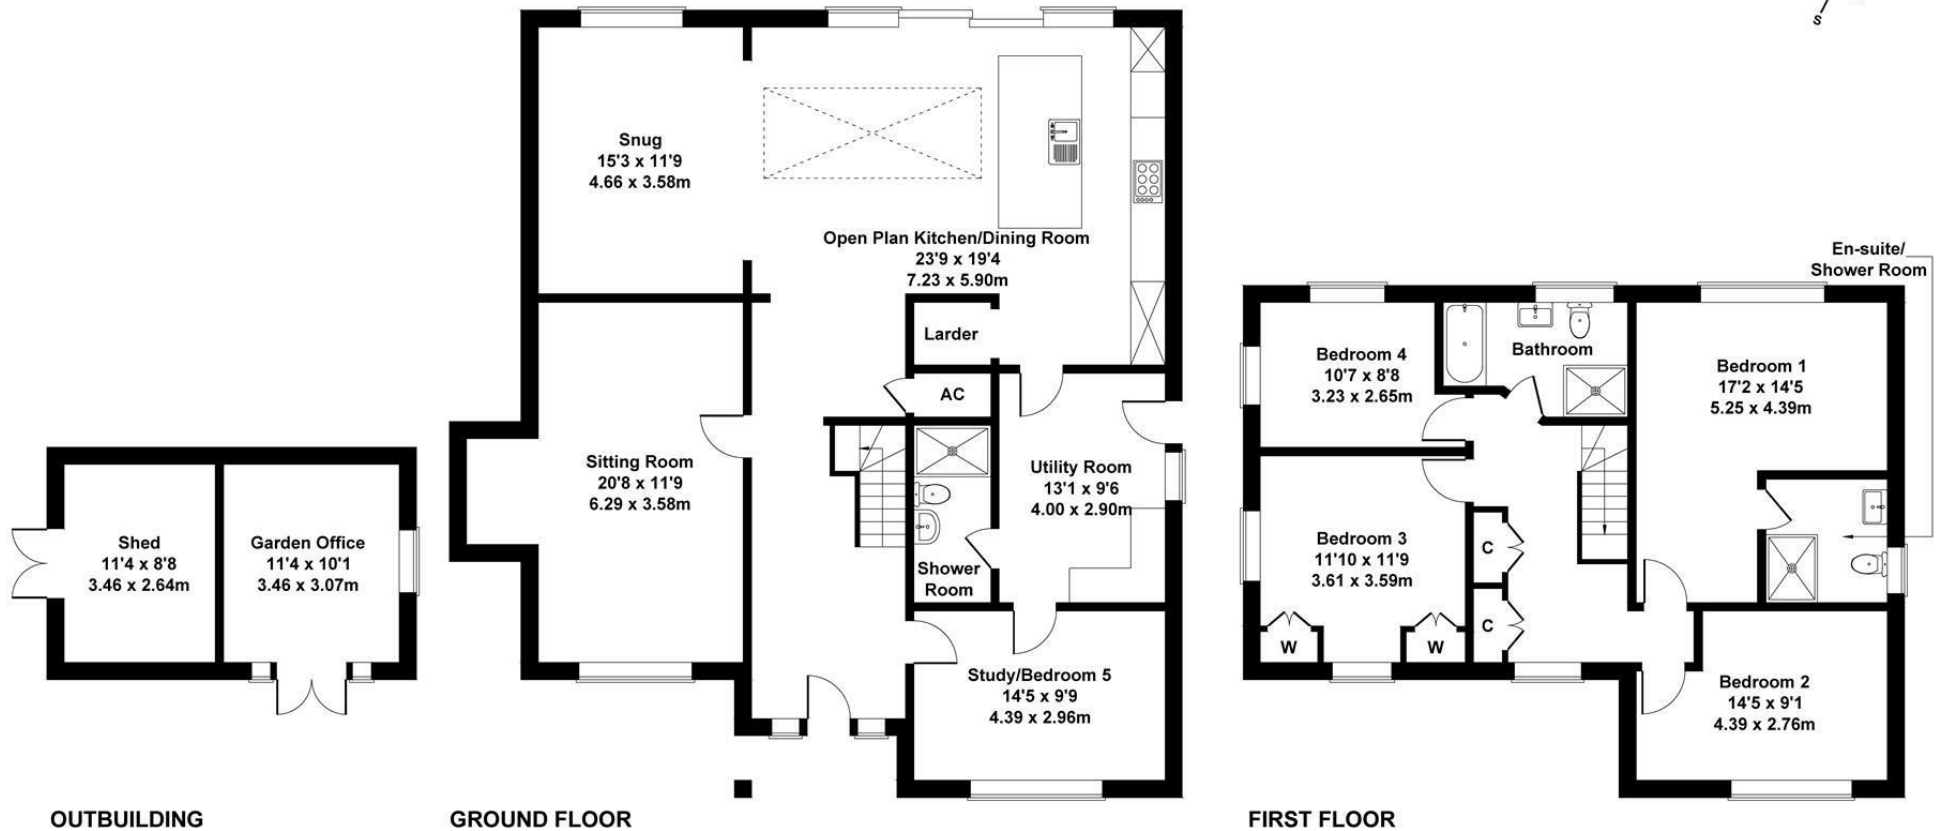 S
Snug
15'3 x 11'9
4.66 x 3.58m
Open Plan Kitchen/Dining Room
23'9 x 19'4
7.23 x 5.90m
Larder
AC
Sitting Room
20'8 x 11'9
6.29 x 3.58m
Utility Room
13'1 x 9'6
4.00 x 2.90m
Shower
Room
Study/Bedroom 5
14'5 x 9'9
4.39 x 2.96m
Shed
11'4 x 8'8
3.46 x 2.64m
Garden Office
11'4 x 10'1
3.46 x 3.07m
En-suite/
Shower Room
Bedroom 4
10'7 x 8'8
3.23 x 2.65m
Bathroom
Bedroom 1
17'2 x 14'5
5.25 x 4.39m
Bedroom 3
11'10 x 11'9
3.61 x 3.59m
C
C
W
W
Bedroom 2
14'5 x 9'1
4.39 x 2.76m
OUTBUILDING
GROUND FLOOR
FIRST FLOOR